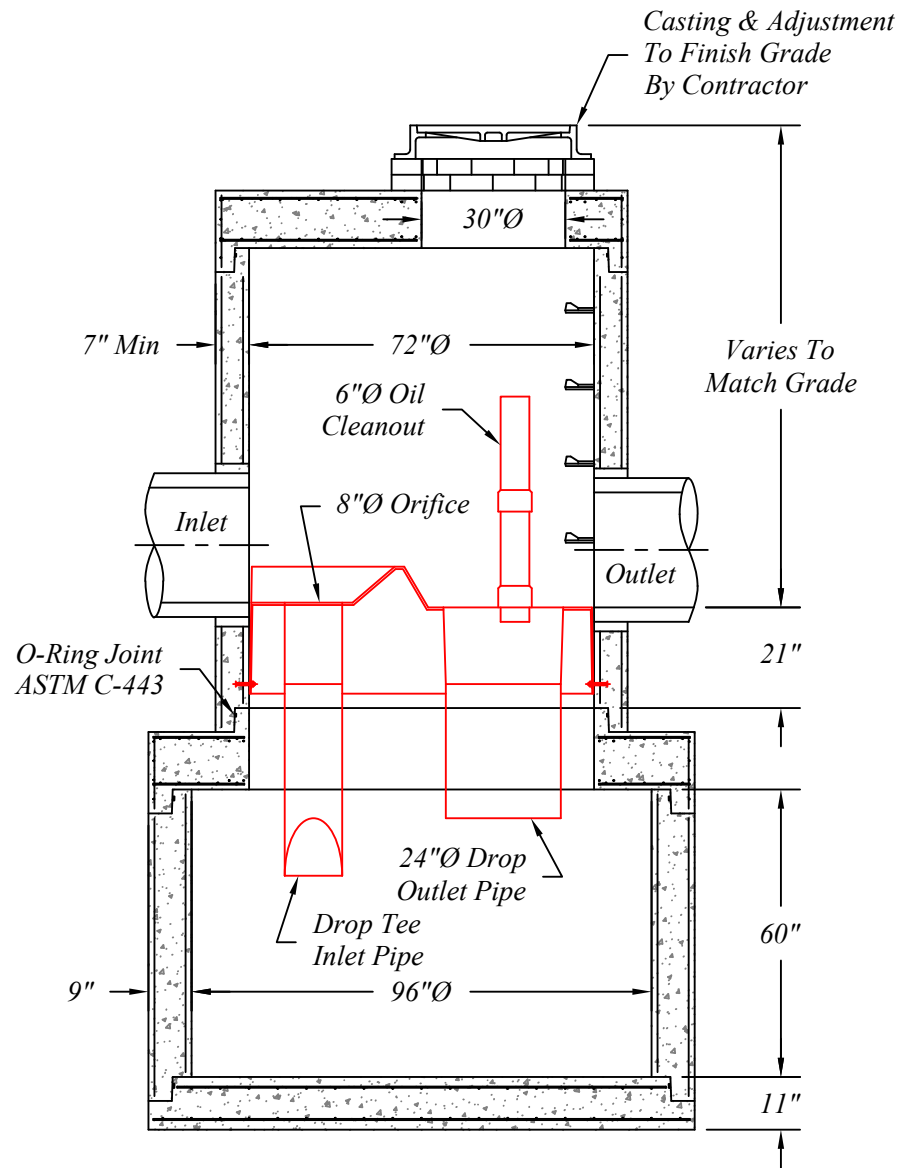 Casting & Adjustment
To Finish Grade
By Contractor
30"Ø
7" Min
72"Ø
Varies To
Match Grade
6"Ø Oil
Cleanout
8"Ø Orifice
Inlet
Outlet
O-Ring Joint
ASTM C-443
21"
24"Ø Drop
Outlet Pipe
Drop Tee
Inlet Pipe
60"
9"
96"Ø
11"